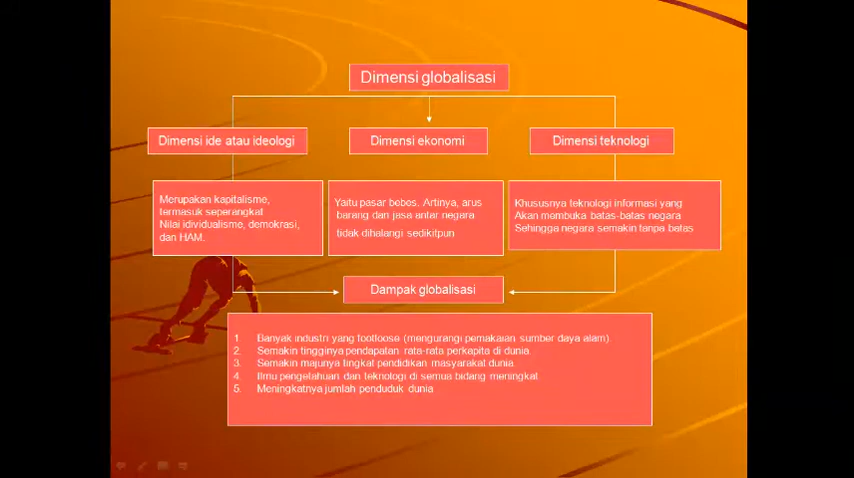 Dimensi globalisasi
Dimensi ide atau ideologi
Dimensi ekonomi
Dimensi teknologi
Merupakan kapitalisme,
termasuk seperangkat
Nilai idividualisme, demokrasi,
dan HAM.
Yaitu pasar bebes. Artinya, arus
barang dan jasa antar negara
tidak dihalangi sedikitpun
Khususnya teknologi informasi yang
Akan membuka batas-batas negara
Sehingga negara semakin tanpa batas
Dampak globalisasi
1. Banyak industri yang footloose (mengurangi pemakaian sumber daya alam).
2. Semakin tingginya pendapatan rata-rata perkapita di dunia.
3. Semakin majunya tingkat pendidikan masyarakat dunia.
4. Ilmu pengetahuan dan teknologi di semua bidang meningkat.
5. Meningkatnya jumlah penduduk dunia